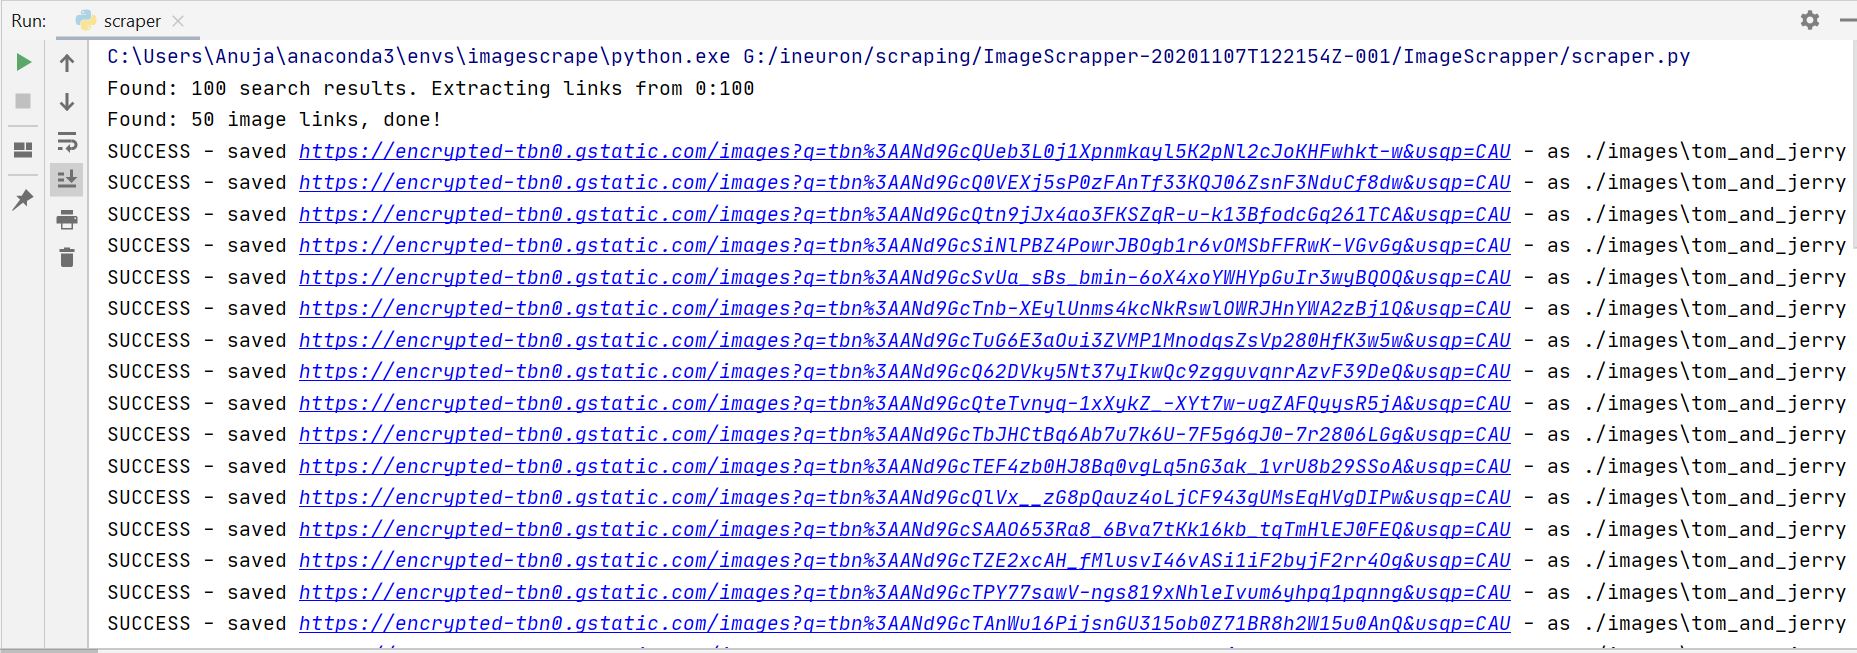 Run: scraper
C:\Users\Anuja\anaconda3\envs\imagescrape\python.exe G:/ineuron/scraping/ImageScrapper-20201107T122154Z-001/ImageScrapper/scraper.py
Found: 100 search results. Extracting links from 0:100
Found: 50 image links, done!
SUCCESS - saved https://encrypted-tbn0.gstatic.com/images?q=tbn%3AANd9GcQUeb3L0j1Xpnmkayl5K2pNl2cJoKHFwhkt-w&usqp=CAU - as ./images\tom_and_jerry
SUCCESS - saved https://encrypted-tbn0.gstatic.com/images?q=tbn%3AANd9GcQ0VEXj5sP0zFAnTf33KQJ06ZsnF3NduCf8dw&usqp=CAU - as ./images\tom_and_jerry
SUCCESS - saved https://encrypted-tbn0.gstatic.com/images?q=tbn%3AANd9GcQtn9jJx4ao3FKSZqR-u-k13BfodcGq261TCA&usqp=CAU - as ./images\tom_and_jerry
SUCCESS - saved https://encrypted-tbn0.gstatic.com/images?q=tbn%3AANd9GcSiNlPBZ4PowrJBOgb1r6vOMSbFFRwK-VGvGg&usqp=CAU - as ./images\tom_and_jerry
SUCCESS - saved https://encrypted-tbn0.gstatic.com/images?q=tbn%3AANd9GcSvUa_sBs_bmin-6oX4xoYWHYpGuIr3wyBQOQ&usqp=CAU - as ./images\tom_and_jerry
SUCCESS - saved https://encrypted-tbn0.gstatic.com/images?q=tbn%3AANd9GcTnb-XEylUnms4kcNkRswlOWRJHnYWA2zBj1Q&usqp=CAU - as ./images\tom_and_jerry
SUCCESS - saved https://encrypted-tbn0.gstatic.com/images?q=tbn%3AANd9GcTuG6E3aOui3ZVMP1MnodqsZsVp280HfK3w5w&usqp=CAU - as ./images\tom_and_jerry
SUCCESS - saved https://encrypted-tbn0.gstatic.com/images?q=tbn%3AANd9GcQ62DVky5Nt37yIkwQc9zgguvqnrAzvF39DeQ&usqp=CAU - as ./images\tom_and_jerry
SUCCESS - saved https://encrypted-tbn0.gstatic.com/images?q=tbn%3AANd9GcQteTvnyq-1xXykZ_-XYt7w-ugZAFQyysR5jA&usqp=CAU - as ./images\tom_and_jerry
SUCCESS - saved https://encrypted-tbn0.gstatic.com/images?q=tbn%3AANd9GcTbJHCtBq6Ab7u7k6U-7F5g6gJ0-7r2806LGg&usqp=CAU - as ./images\tom_and_jerry
SUCCESS - saved https://encrypted-tbn0.gstatic.com/images?q=tbn%3AANd9GcTEF4zb0HJ8Bq0vgLq5nG3ak_1vrU8b29SSoA&usqp=CAU - as ./images\tom_and_jerry
SUCCESS - saved https://encrypted-tbn0.gstatic.com/images?q=tbn%3AANd9GcQlVx__zG8pQauz4oLjCF943gUMsEqHVgDIPw&usqp=CAU - as ./images\tom_and_jerry
SUCCESS - saved https://encrypted-tbn0.gstatic.com/images?q=tbn%3AANd9GcSAAO653Ra8_6Bva7tKk16kb_tqTmHlEJ0FEQ&usqp=CAU - as ./images\tom_and_jerry
SUCCESS - saved https://encrypted-tbn0.gstatic.com/images?q=tbn%3AANd9GcTZE2xcAH_fMlusvI46vASi1iF2byjF2rr4Og&usqp=CAU - as ./images\tom_and_jerry
SUCCESS - saved https://encrypted-tbn0.gstatic.com/images?q=tbn%3AANd9GcTPY77sawV-ngs819xNhleIvum6yhpq1pqnng&usqp=CAU - as ./images\tom_and_jerry
SUCCESS - saved https://encrypted-tbn0.gstatic.com/images?q=tbn%3AANd9GcTAnWu16PijsnGU315ob0Z71BR8h2W15u0AnQ&usqp=CAU - as ./images\tom_and_jerry